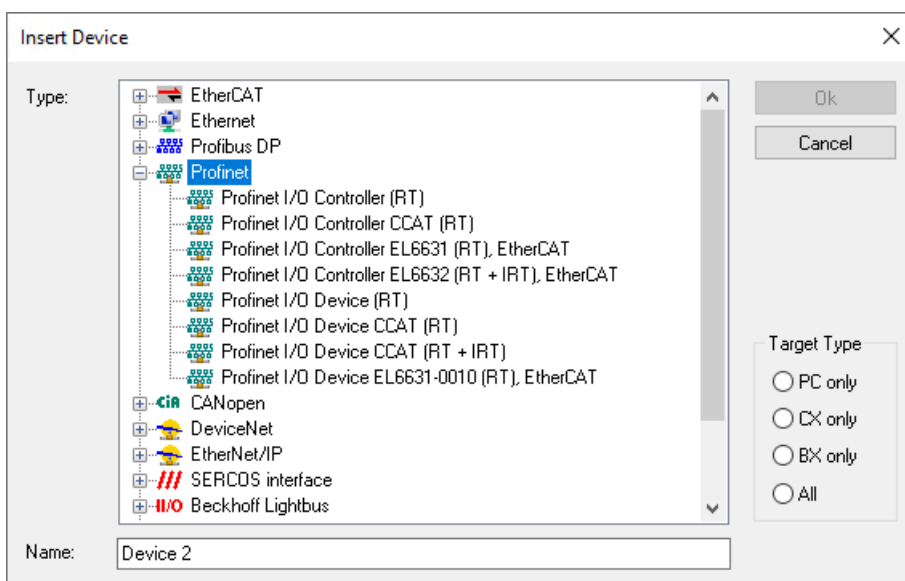 Insert Device
Type:
EtherCAT
Ethernet
Profibus DP
Profinet
Profinet I/O Controller (RT)
Profinet I/O Controller CCAT (RT)
Profinet I/O Controller EL6631 (RT), EtherCAT
Profinet I/O Controller EL6632 (RT + IRT), EtherCAT
Profinet I/O Device (RT)
Profinet I/O Device CCAT (RT)
Profinet I/O Device CCAT (RT + IRT)
Profinet I/O Device EL6631-0010 (RT), EtherCAT
CiA CANopen
DeviceNet
EtherNet/IP
SERCOS interface
II/O Beckhoff Lightbus
Ok
Cancel
Target Type
PC only
CX only
BX only
All
Name:
Device 2